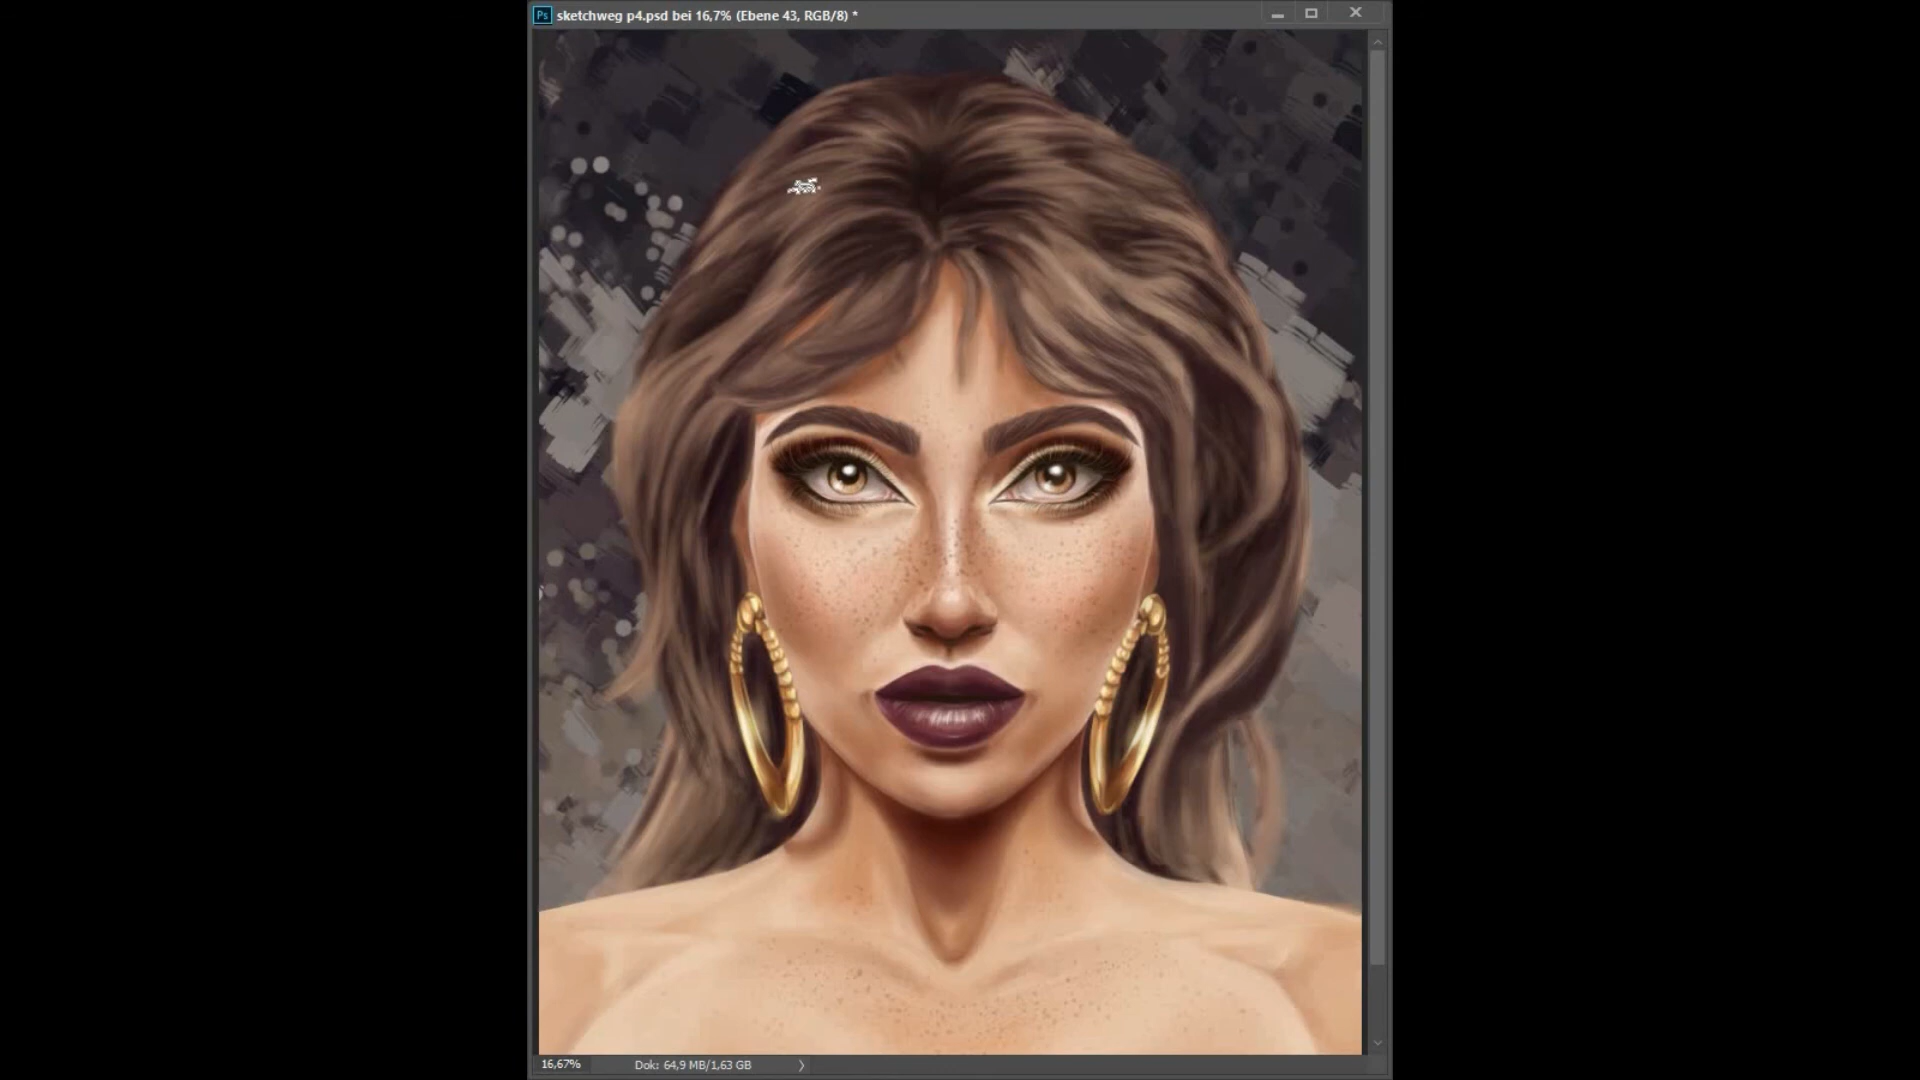 Ps sketchweg p4.psd bei 16,7% (Ebene 43, RGB/8) *
16,67% Dok: 64,9 MB/1,63 GB